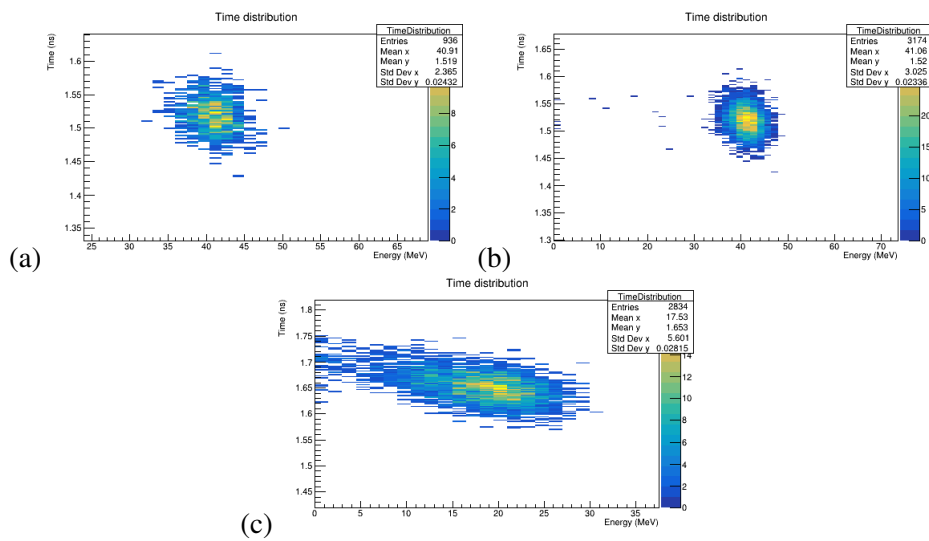 Time distribution
TimeDistribution
Entries 936
Mean x 40.91
Mean y 1.519
Std Dev x 2.365
Std Dev y 0.02432
Time (ns)
1.6
1.55
1.5
1.45
1.4
1.35
8
6
4
2
0
25 30 35 40 45 50 55 60 65
Energy (MeV)
(a)
Time distribution
TimeDistribution
Entries 3174
Mean x 41.06
Mean y 1.52
Std Dev x 3.025
Std Dev y 0.02336
Time (ns)
1.65
1.6
1.55
1.5
1.45
1.4
1.35
1.3
20
15
10
5
0
0 10 20 30 40 50 60 70
Energy (MeV)
(b)
Time distribution
TimeDistribution
Entries 2834
Mean x 17.53
Mean y 1.653
Std Dev x 5.601
Std Dev y 0.02815
Time (ns)
1.8
1.75
1.7
1.65
1.6
1.55
1.5
1.45
14
12
10
8
6
4
2
0
0 5 10 15 20 25 30 35
Energy (MeV)
(c)